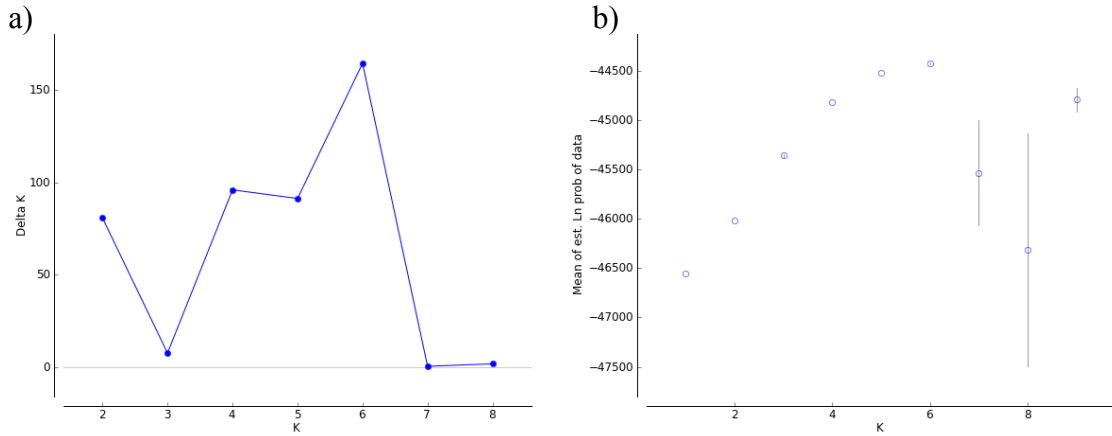 a)
Delta K
150
100
50
0
2 3 4 5 6 7 8
K
b)
Mean of est. Ln prob of data
−44500
−45000
−45500
−46000
−46500
−47000
−47500
2 4 6 8
K